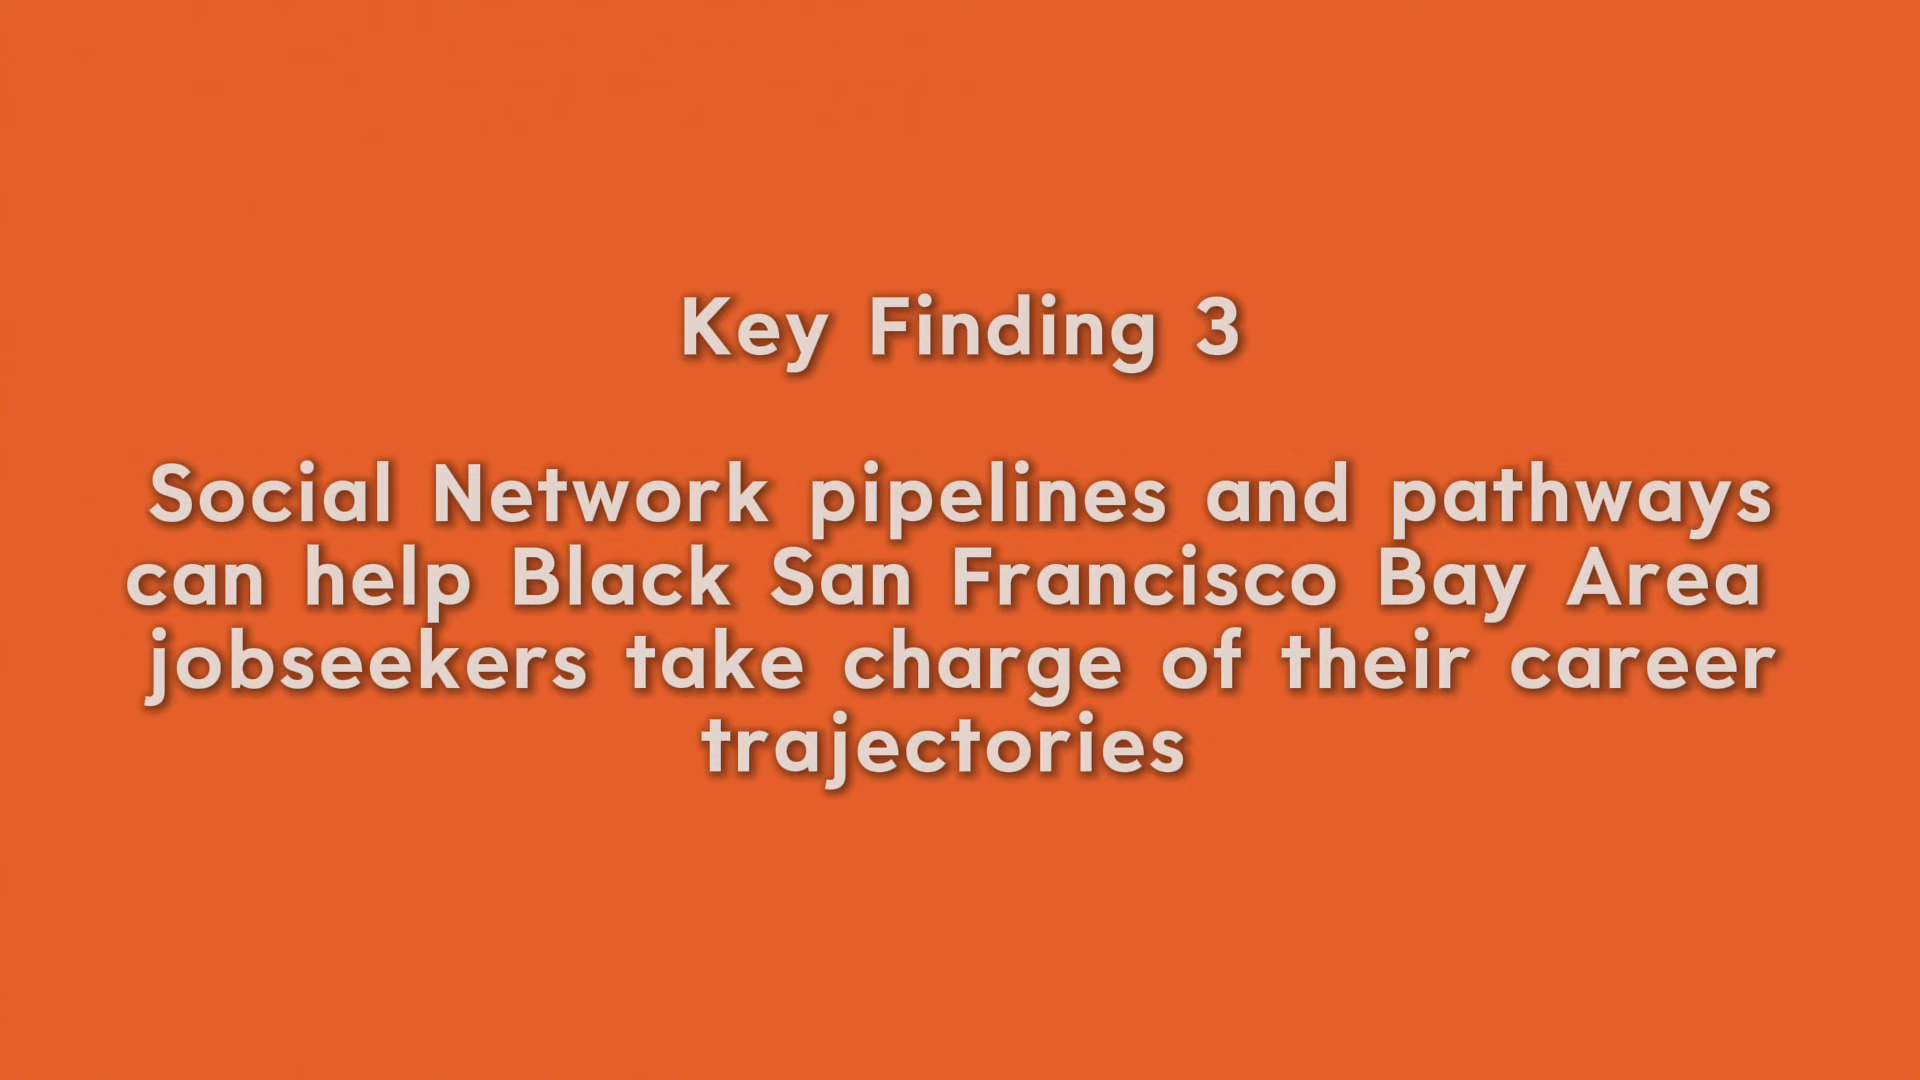 Key Finding 3
Social Network pipelines and pathways
can help Black San Francisco Bay Area
jobseekers take charge of their career
trajectories